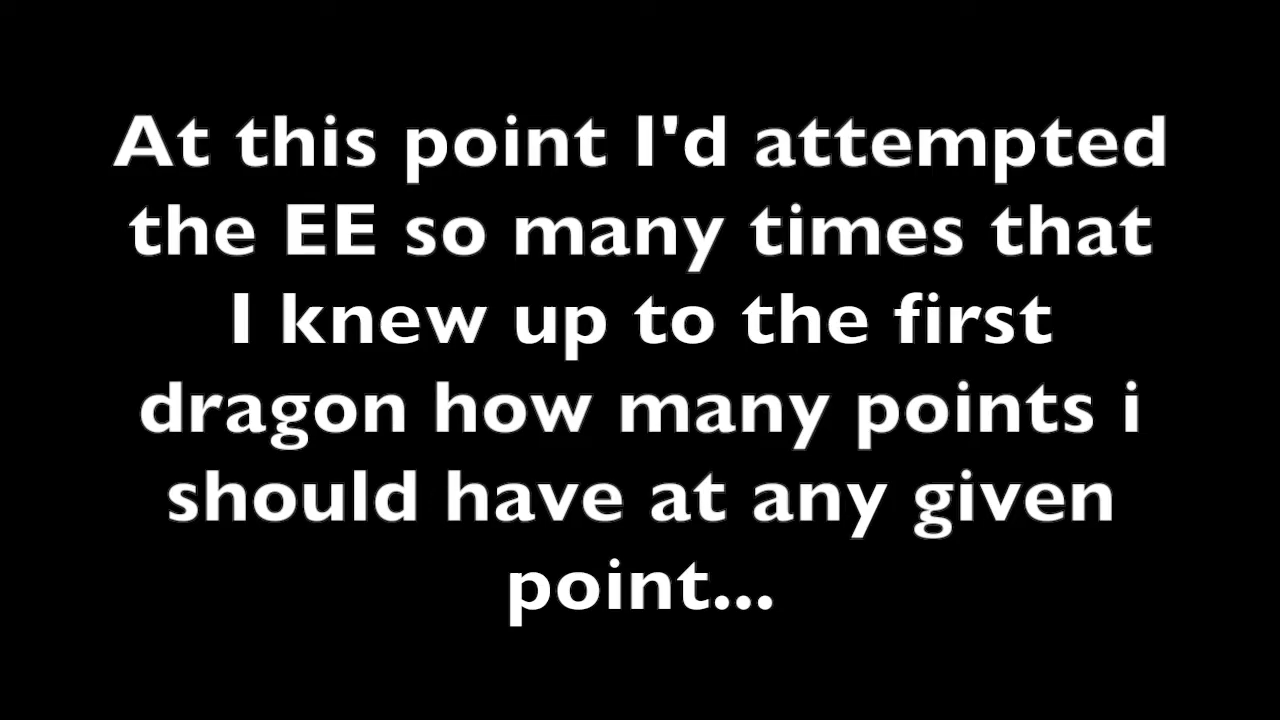 At this point I'd attempted
the EE so many times that
I knew up to the first
dragon how many points i
should have at any given
point...